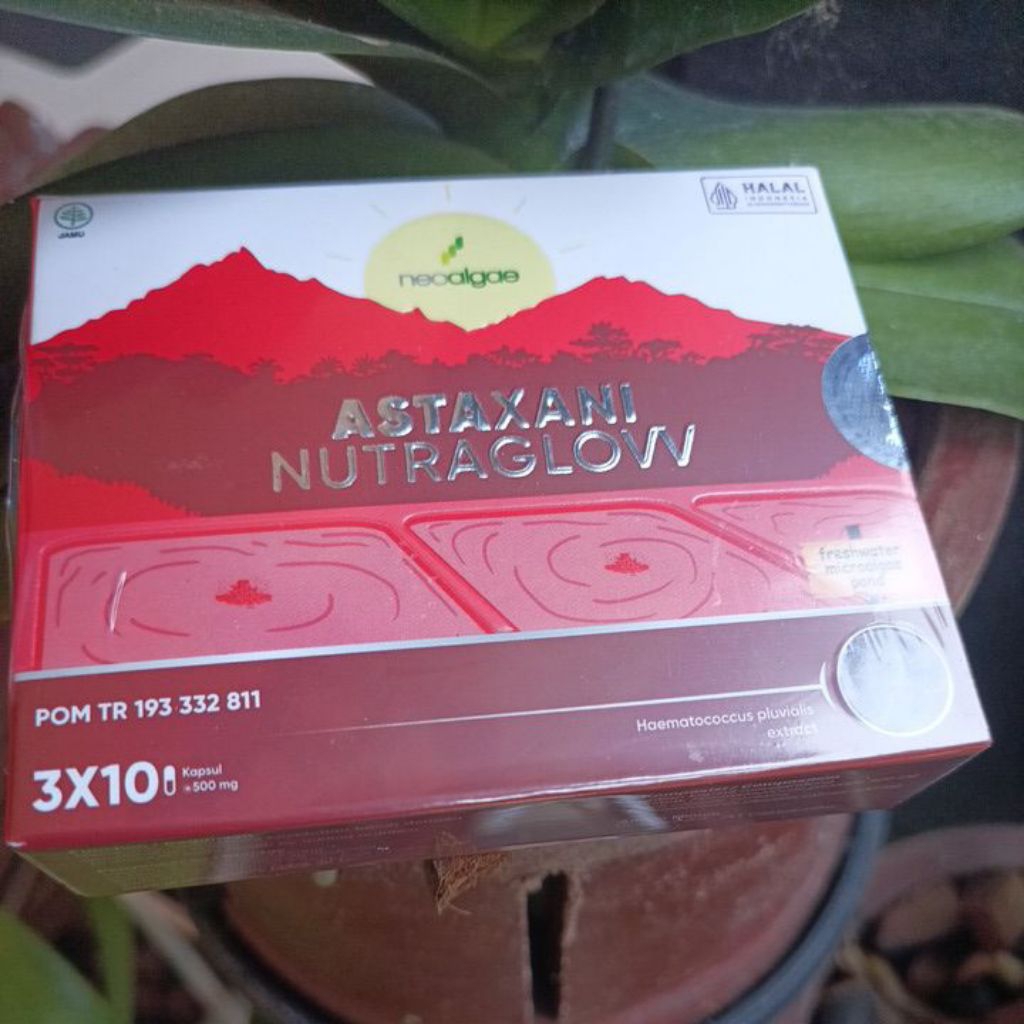 JAMU
HALAL
INDONESIA
neoalgae
ASTAXANI
NUTRAGLOW
freshwater
microalgae
pond
POM TR 193 332 811
Haematococcus pluvialis
extract
3X10 Kapsul
500 mg